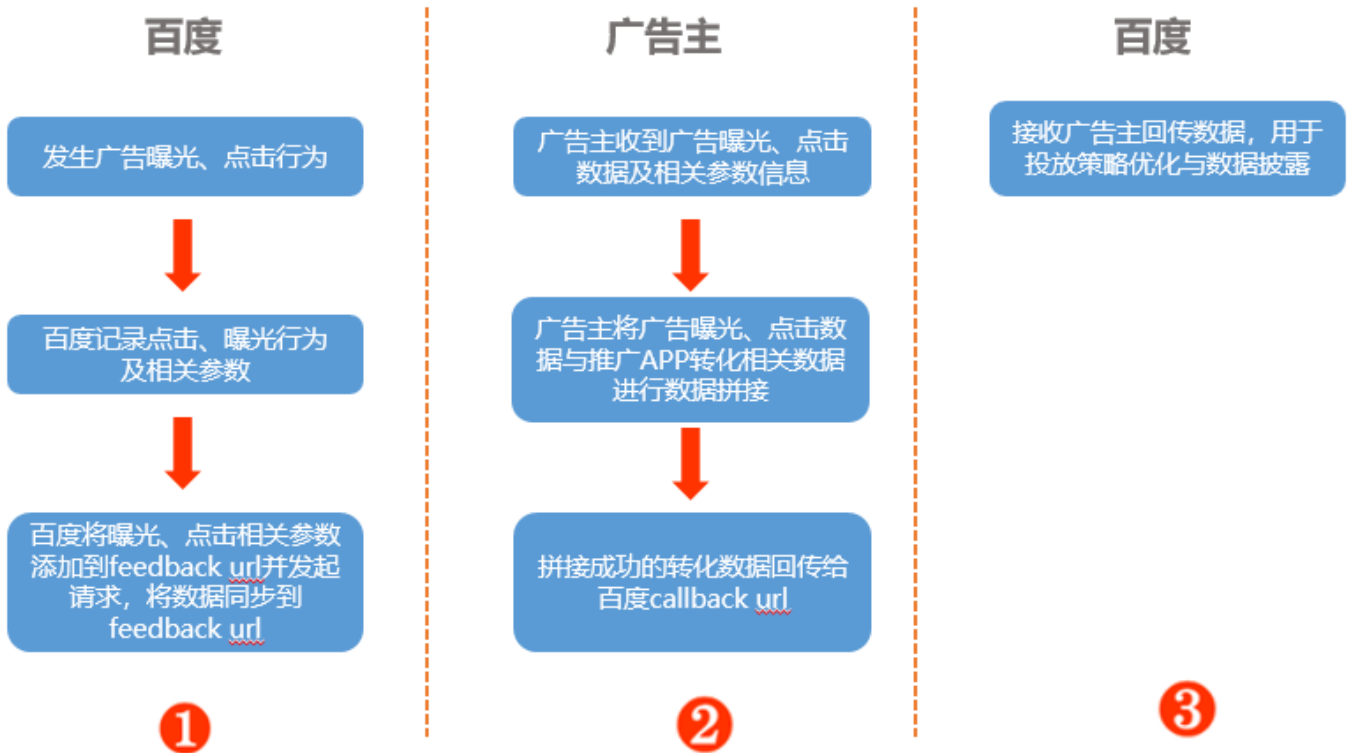 百度
发生广告曝光、点击行为
百度记录点击、曝光行为
及相关参数
百度将曝光、点击相关参数
添加到feedback url并发起
请求，将数据同步到
feedback url
1
广告主
广告主收到广告曝光、点击
数据及相关参数信息
广告主将广告曝光、点击数
据与推广APP转化相关数据
进行数据拼接
拼接成功的转化数据回传给
百度callback url
2
百度
接收广告主回传数据，用于
投放策略优化与数据披露
3